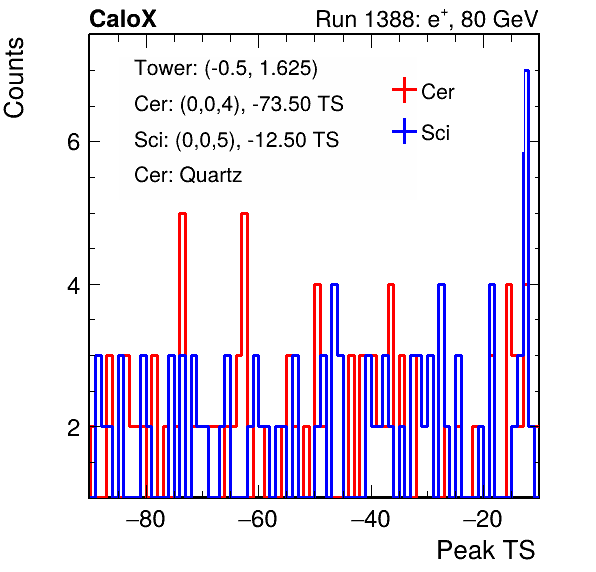 CaloX Run 1388: e⁺, 80 GeV
Counts
Tower: (-0.5, 1.625)
Cer: (0,0,4), -73.50 TS
Sci: (0,0,5), -12.50 TS
Cer: Quartz
Cer
Sci
6
4
2
−80 −60 −40 −20
Peak TS